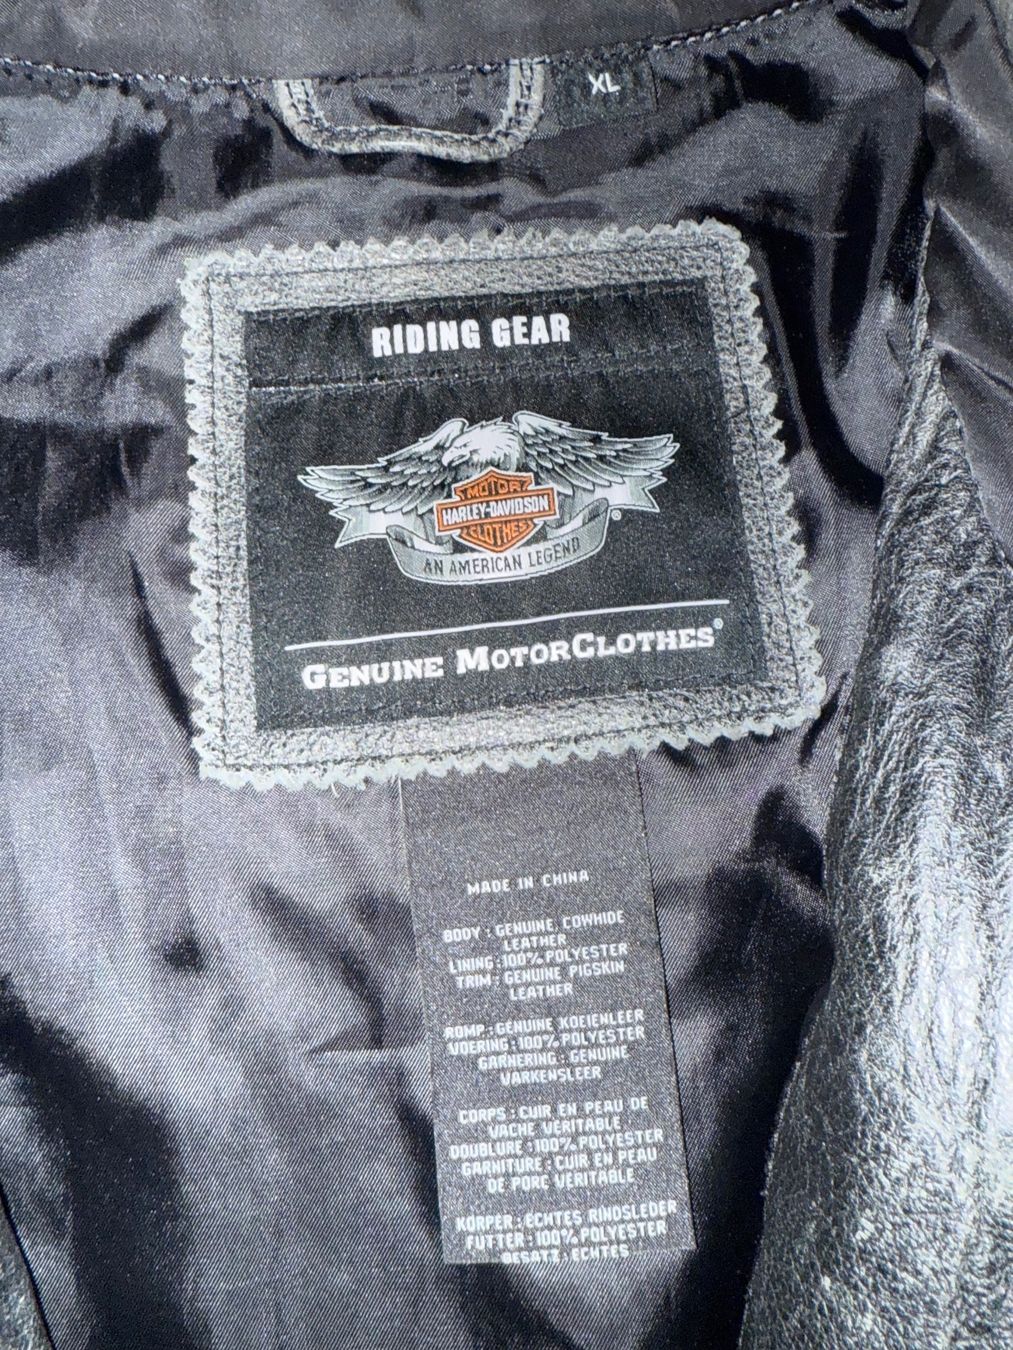 XL
RIDING GEAR
MOTOR
HARLEY-DAVIDSON
CLOTHES
®
AN AMERICAN LEGEND
GENUINE MOTORCLOTHES®
MADE IN CHINA
BODY : GENUINE COWHIDE
LEATHER
LINING : 100% POLYESTER
TRIM : GENUINE PIGSKIN
LEATHER
ROMP : GENUINE KOEIENLEER
VOERING : 100% POLYESTER
GARNERING : GENUINE
VARKENSLEER
CORPS : CUIR EN PEAU DE
VACHE VERITABLE
DOUBLURE : 100% POLYESTER
GARNITURE : CUIR EN PEAU
DE PORC VERITABLE
KORPER : ECHTES RINDSLEDER
FUTTER : 100% POLYESTER
BESATZ : ECHTES